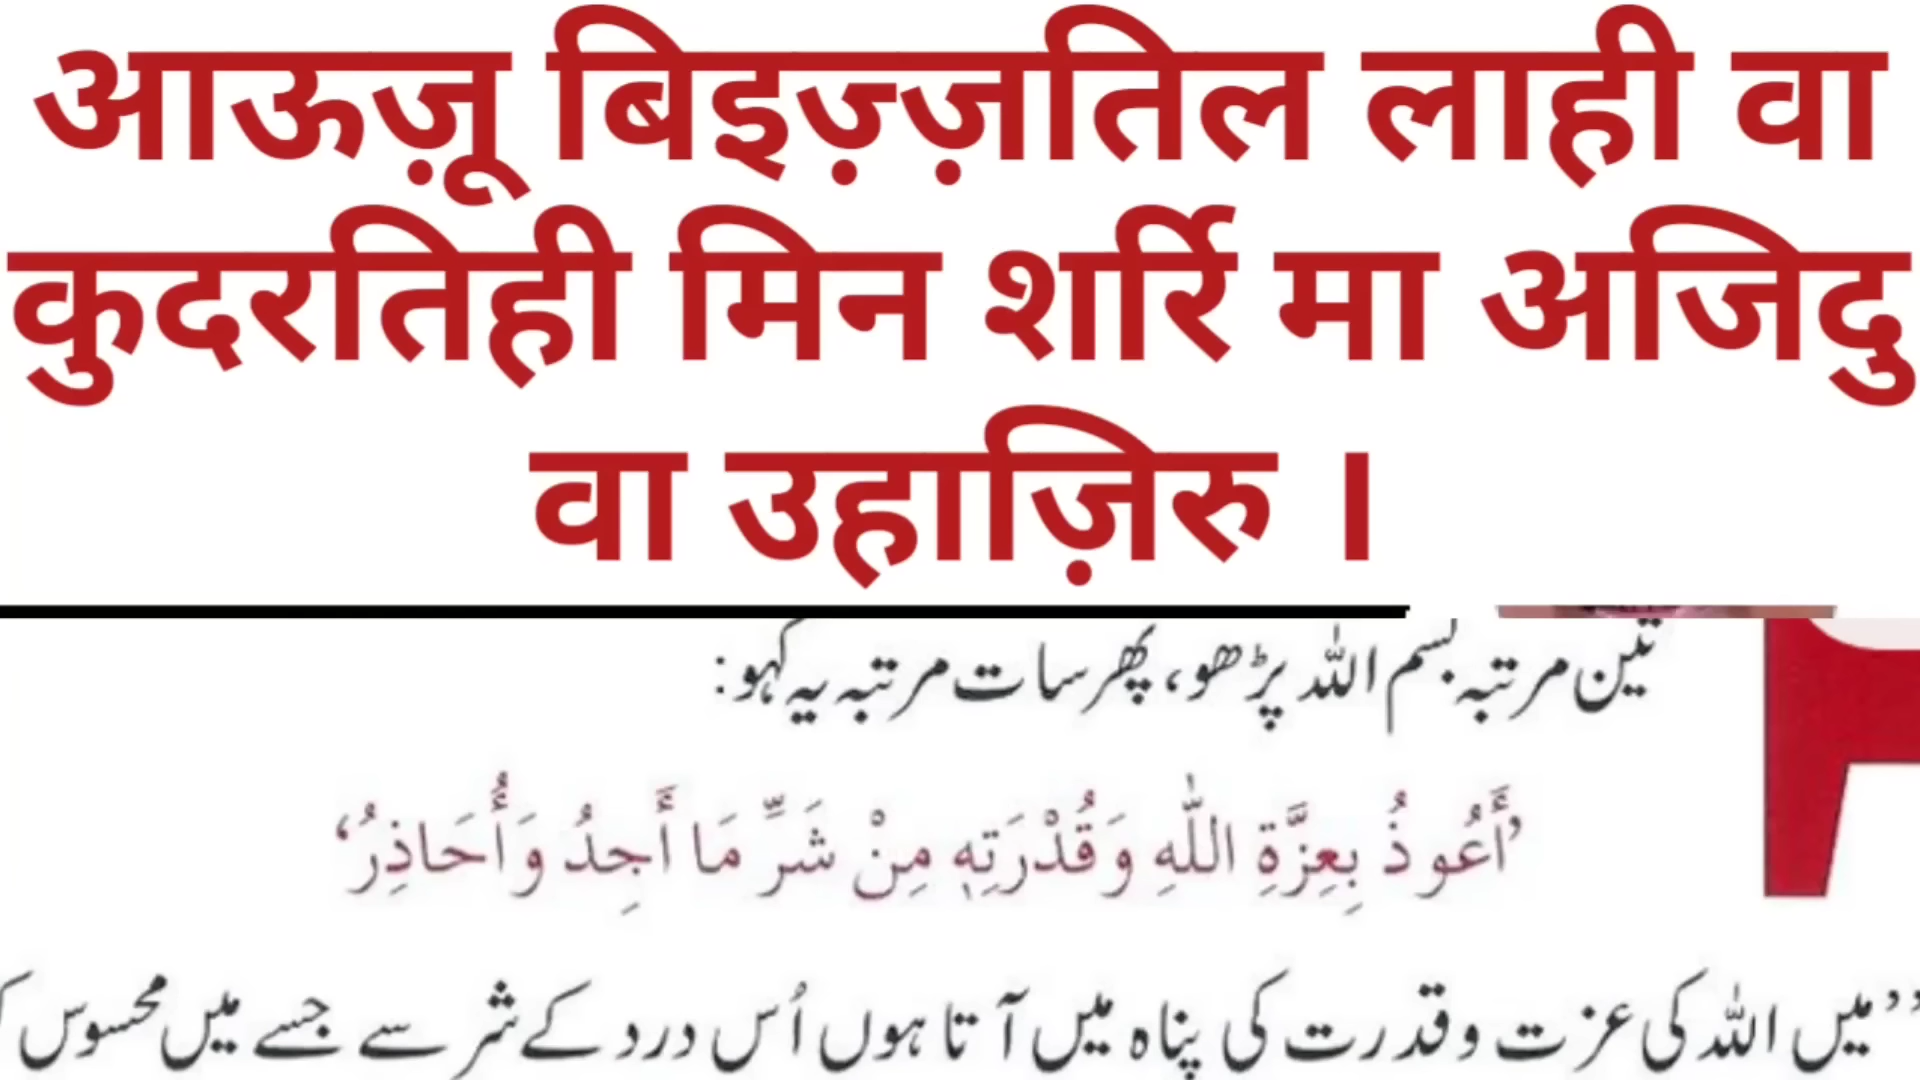 आऊज़ू बिइज़्ज़तिल लाही वा
कुदरतिही मिन शर्रि मा अजिदु
वा उहाज़िरु ।
تین مرتبہ بسم اللہ پڑھو، پھر سات مرتبہ یہ کہو:
’أَعُوذُ بِعِزَّةِ اللّٰهِ وَقُدْرَتِهٖ مِنْ شَرِّ مَا أَجِدُ وَأُحَاذِرُ‘
’’میں اللہ کی عزت و قدرت کی پناہ میں آتا ہوں اُس درد کے شر سے جسے میں محسوس